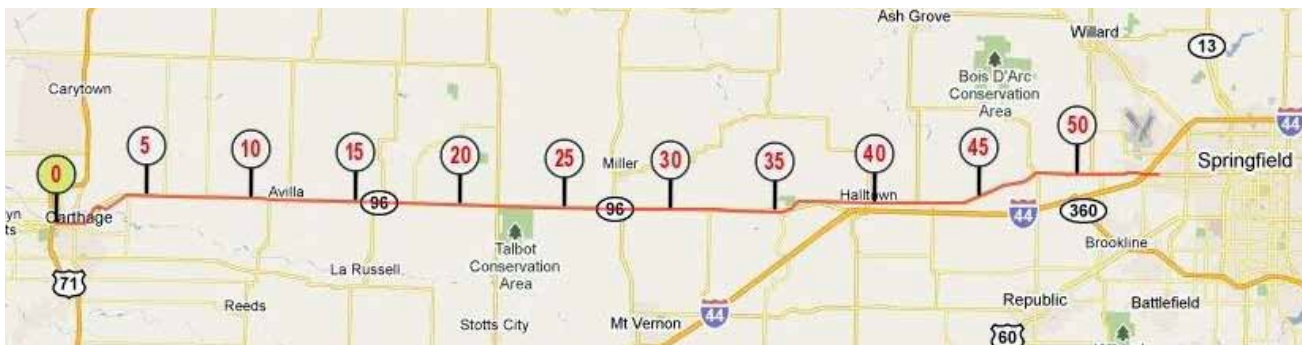 Ash Grove
Willard
13
Bois D'Arc
Conservation
Area
Carytown
44
5
10
15
20
25
30
35
40
45
50
Miller
Springfield
0
Avilla
96
96
Halltown
Carthage
44
360
Talbot
Conservation
Area
La Russell
Brookline
71
Reeds
Stotts City
Mt Vernon
44
Republic
Battlefield
60